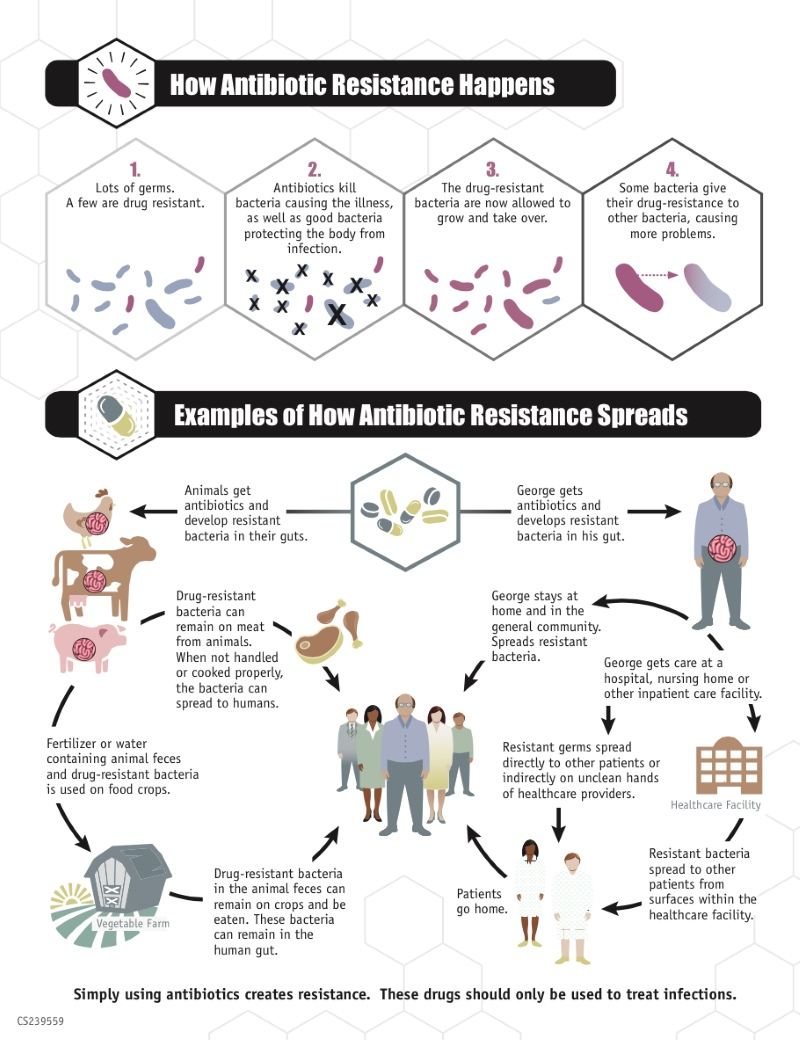 How Antibiotic Resistance Happens
1.
Lots of germs.
A few are drug resistant.
2.
Antibiotics kill
bacteria causing the illness,
as well as good bacteria
protecting the body from
infection.
3.
The drug-resistant
bacteria are now allowed to
grow and take over.
4.
Some bacteria give
their drug-resistance to
other bacteria, causing
more problems.
X
X
X
X
X
X
X
X
X
X
Examples of How Antibiotic Resistance Spreads
Animals get
antibiotics and
develop resistant
bacteria in their guts.
George gets
antibiotics and
develops resistant
bacteria in his gut.
Drug-resistant
bacteria can
remain on meat
from animals.
When not handled
or cooked properly,
the bacteria can
spread to humans.
George stays at
home and in the
general community.
Spreads resistant
bacteria.
George gets care at a
hospital, nursing home or
other inpatient care facility.
Fertilizer or water
containing animal feces
and drug-resistant bacteria
is used on food crops.
Resistant germs spread
directly to other patients or
indirectly on unclean hands
of healthcare providers.
Healthcare Facility
Vegetable Farm
Drug-resistant bacteria
in the animal feces can
remain on crops and be
eaten. These bacteria
can remain in the
human gut.
Patients
go home.
Resistant bacteria
spread to other
patients from
surfaces within the
healthcare facility.
Simply using antibiotics creates resistance. These drugs should only be used to treat infections.
CS239559